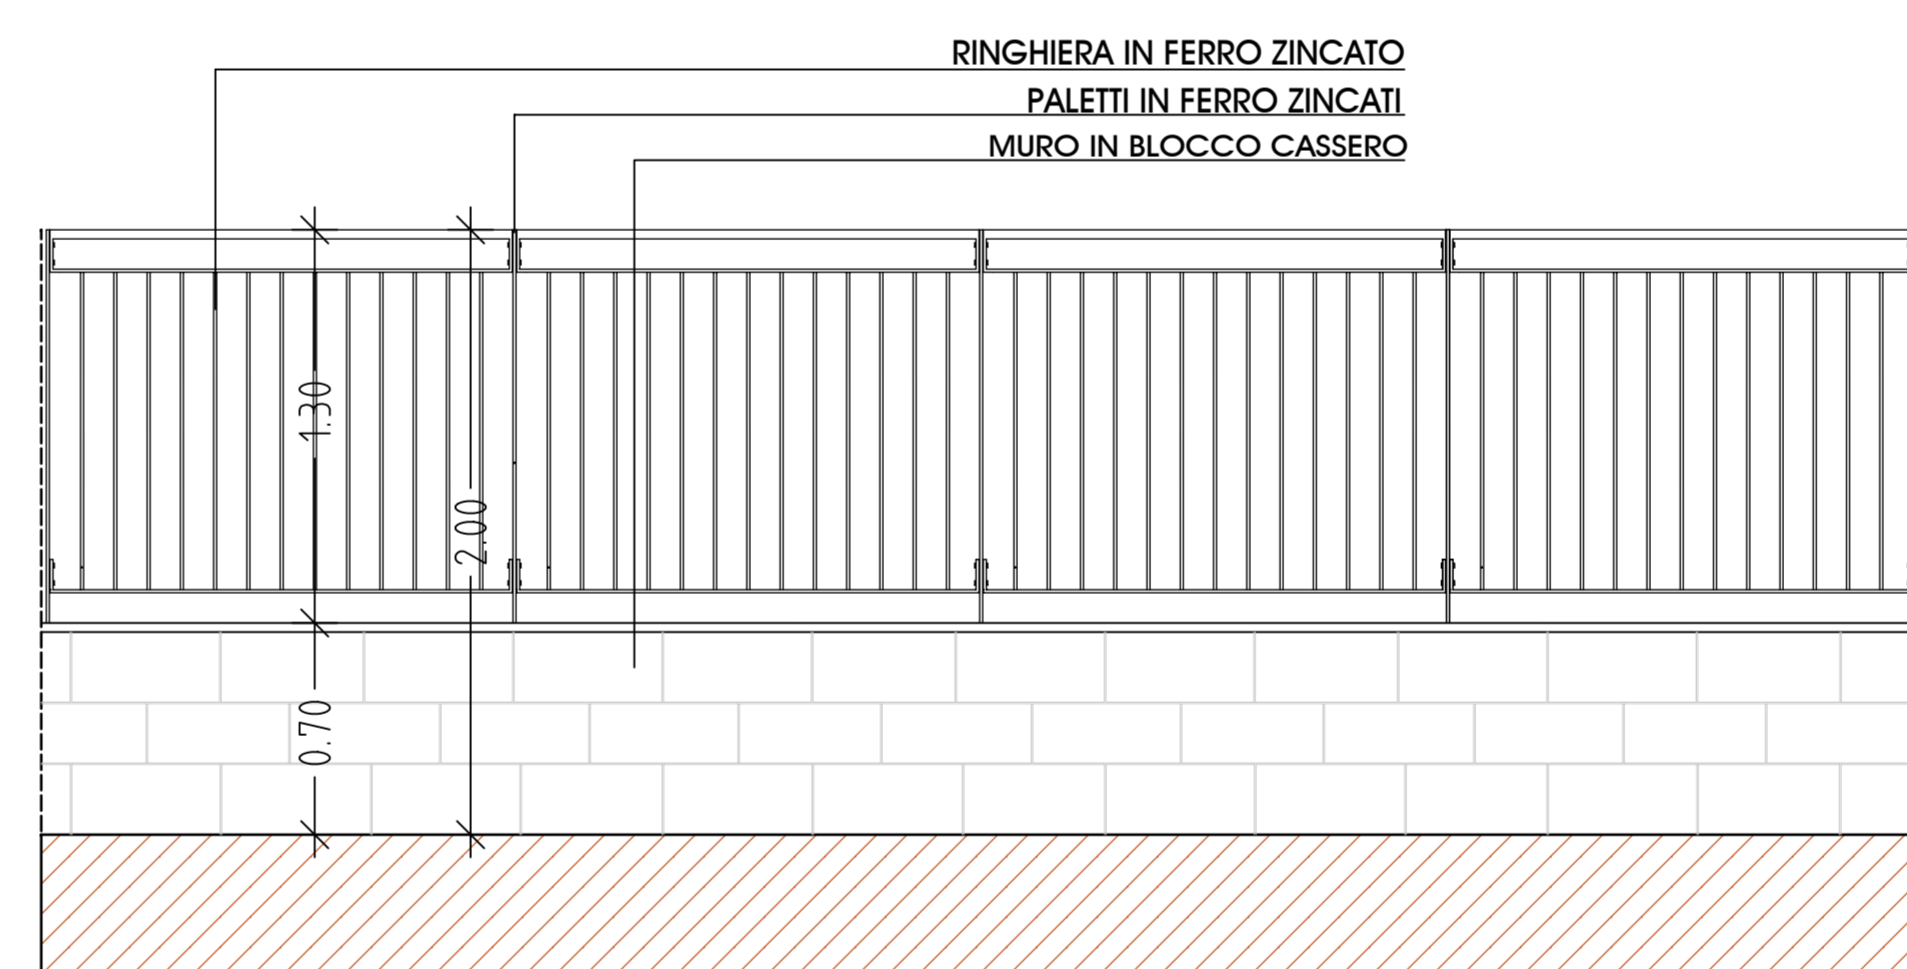 RINGHIERA IN FERRO ZINCATO
PALETTI IN FERRO ZINCATI
MURO IN BLOCCO CASSERO
1.30
2.00
0.70